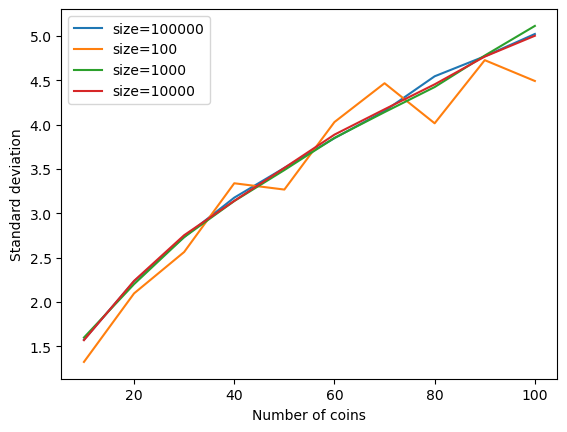 size=100000
size=100
size=1000
size=10000
5.0
4.5
4.0
3.5
3.0
2.5
2.0
1.5
Standard deviation
20
40
60
80
100
Number of coins